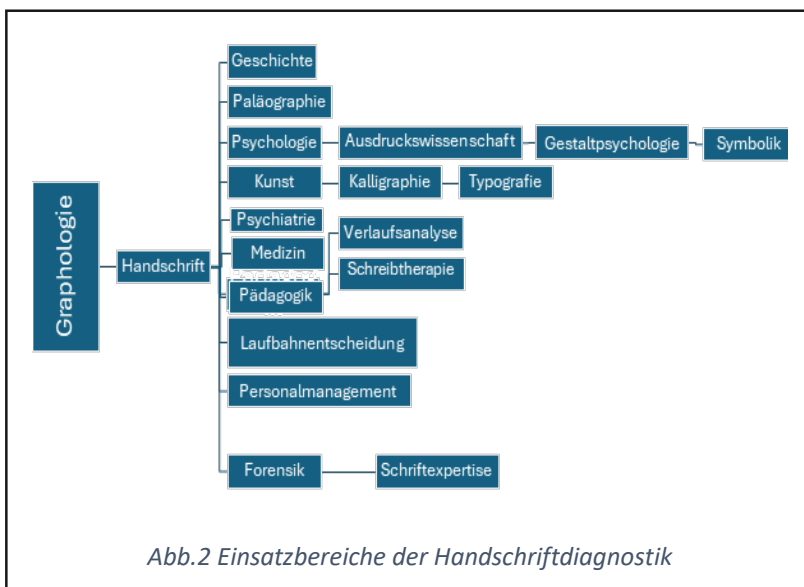 Graphologie
Handschrift
Geschichte
Paläographie
Psychologie
Ausdruckswissenschaft
Gestaltpsychologie
Symbolik
Kunst
Kalligraphie
Typografie
Psychiatrie
Medizin
Pädagogik
Verlaufsanalyse
Schreibtherapie
Laufbahnentscheidung
Personalmanagement
Forensik
Schriftexpertise
Abb.2 Einsatzbereiche der Handschriftdiagnostik